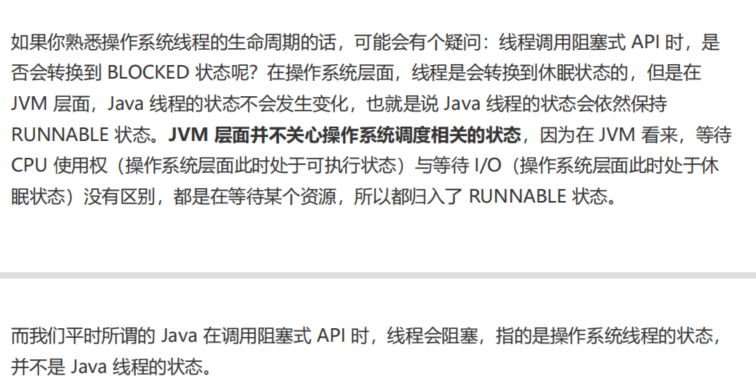 如果你熟悉操作系统线程的生命周期的话，可能会有个疑问：线程调用阻塞式 API 时，是
否会转换到 BLOCKED 状态呢？在操作系统层面，线程是会转换到休眠状态的，但是在
JVM 层面，Java 线程的状态不会发生变化，也就是说 Java 线程的状态会依然保持
RUNNABLE 状态。JVM 层面并不关心操作系统调度相关的状态，因为在 JVM 看来，等待
CPU 使用权（操作系统层面此时处于可执行状态）与等待 I/O（操作系统层面此时处于休
眠状态）没有区别，都是在等待某个资源，所以都归入了 RUNNABLE 状态。
而我们平时所谓的 Java 在调用阻塞式 API 时，线程会阻塞，指的是操作系统线程的状态，
并不是 Java 线程的状态。